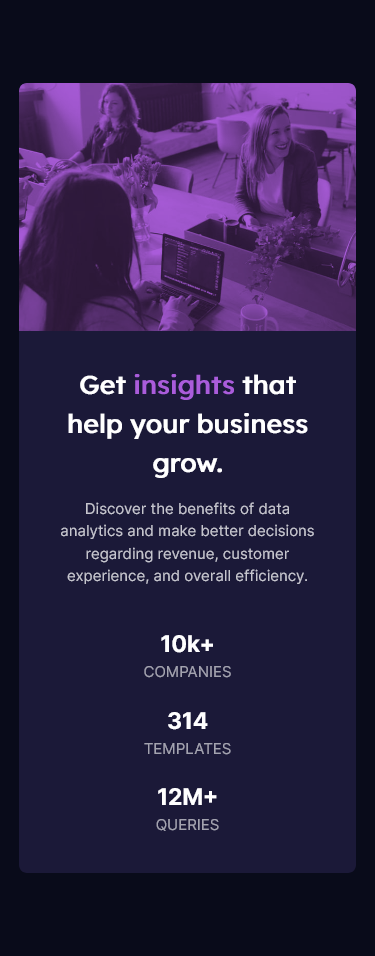 Get insights that
help your business
grow.
Discover the benefits of data
analytics and make better decisions
regarding revenue, customer
experience, and overall efficiency.
10k+
COMPANIES
314
TEMPLATES
12M+
QUERIES